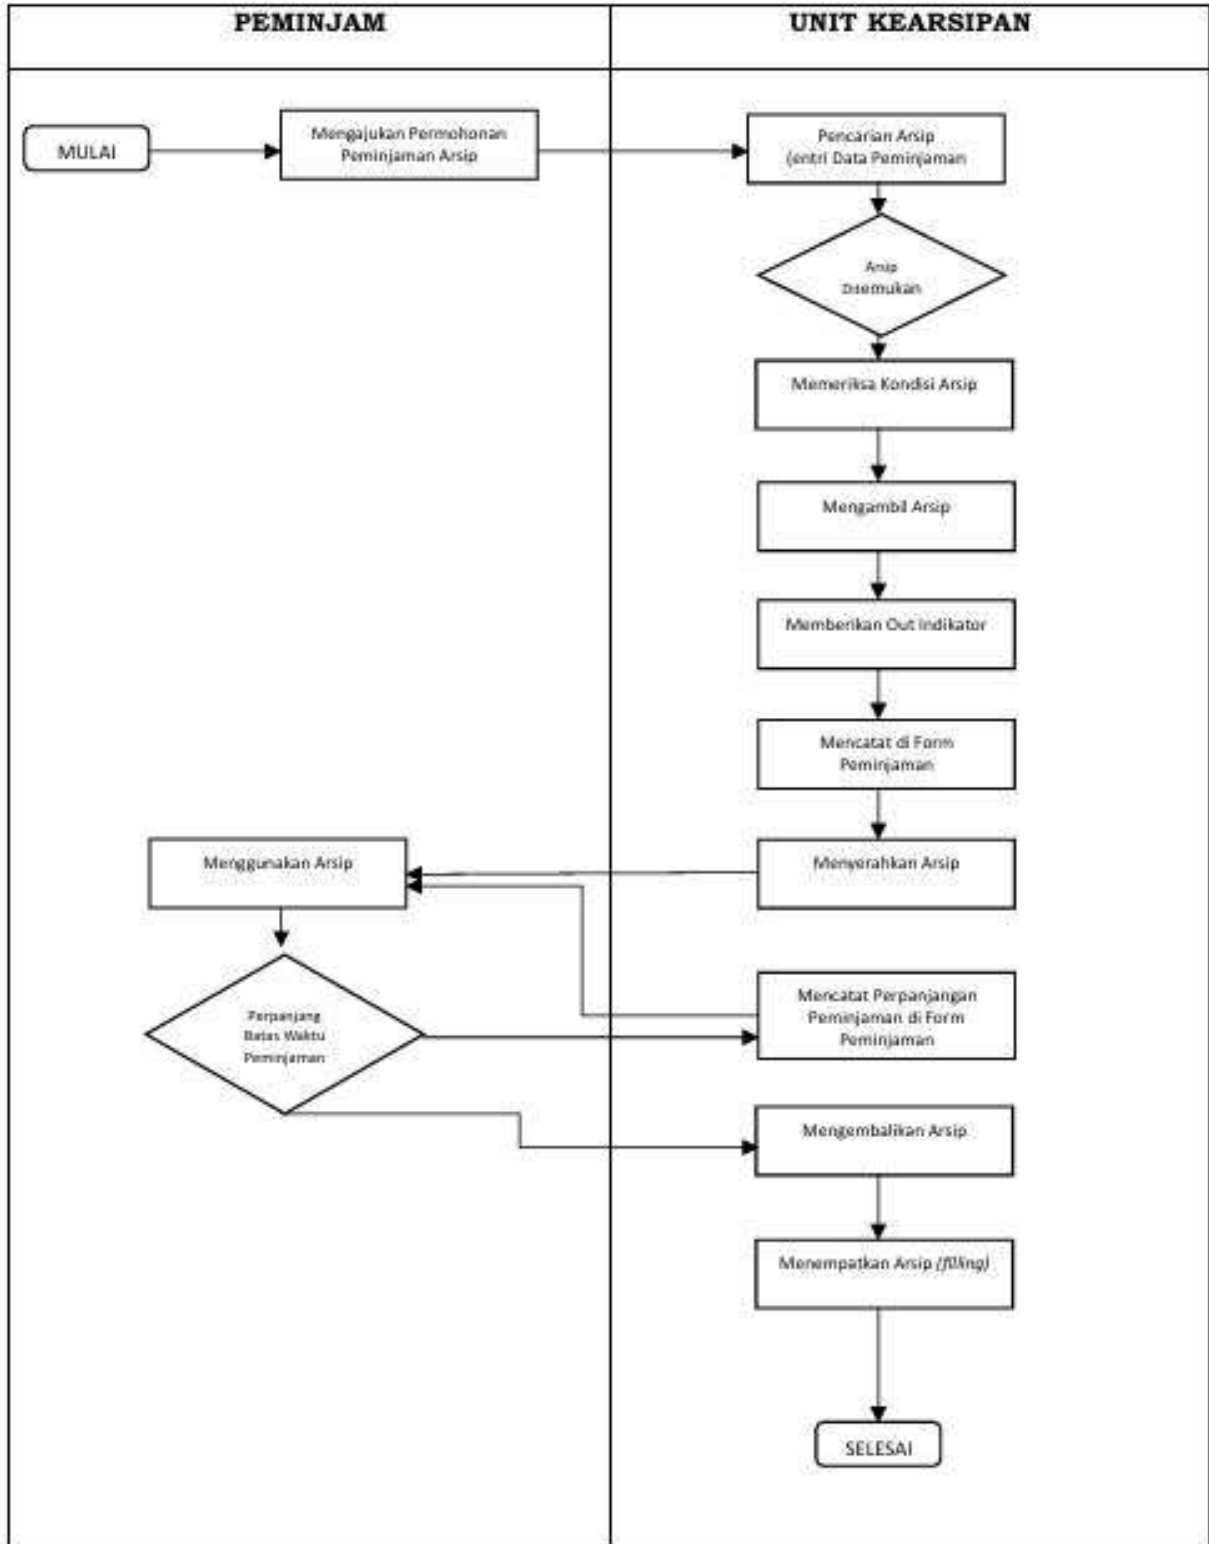 PEMINJAM
UNIT KEARSIPAN
MULAI
Mengajukan Permohonan
Peminjaman Arsip
Pencarian Arsip
(entri Data Peminjaman
Arsip
Disemukan
Memeriksa Kondisi Arsip
Mengambil Arsip
Memberikan Out Indikator
Mencatat di Form
Peminjaman
Menyerahkan Arsip
Menggunakan Arsip
Perpanjang
Batas Waktu
Peminjaman
Mencatat Perpanjangan
Peminjaman di Form
Peminjaman
Mengembalikan Arsip
Menempatkan Arsip (filing)
SELESAI